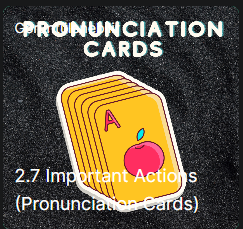 PRONUNCIATION
CARDS
A
2.7 Important Actions
(Pronunciation Cards)